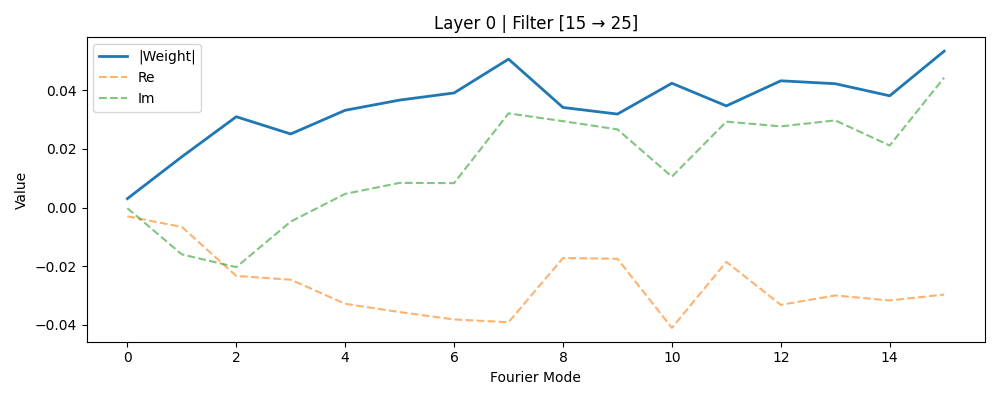 Layer 0 | Filter [15 → 25]
|Weight|
Re
Im
Value
0.04
0.02
0.00
−0.02
−0.04
0 2 4 6 8 10 12 14
Fourier Mode